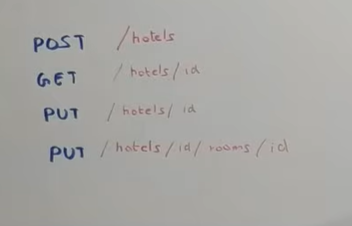 POST /hotels
GET /hotels/id
PUT /hotels/id
PUT /hotels/id/rooms/id